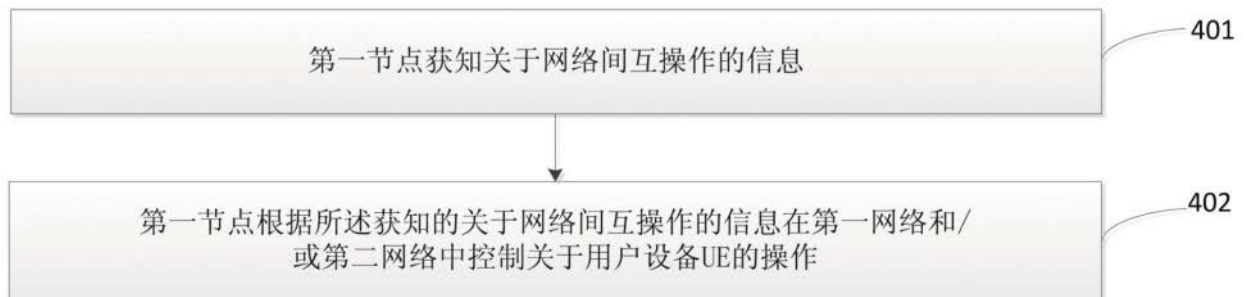 第一节点获知关于网络间互操作的信息
401
第一节点根据所述获知的关于网络间互操作的信息在第一网络和/
或第二网络中控制关于用户设备UE的操作
402